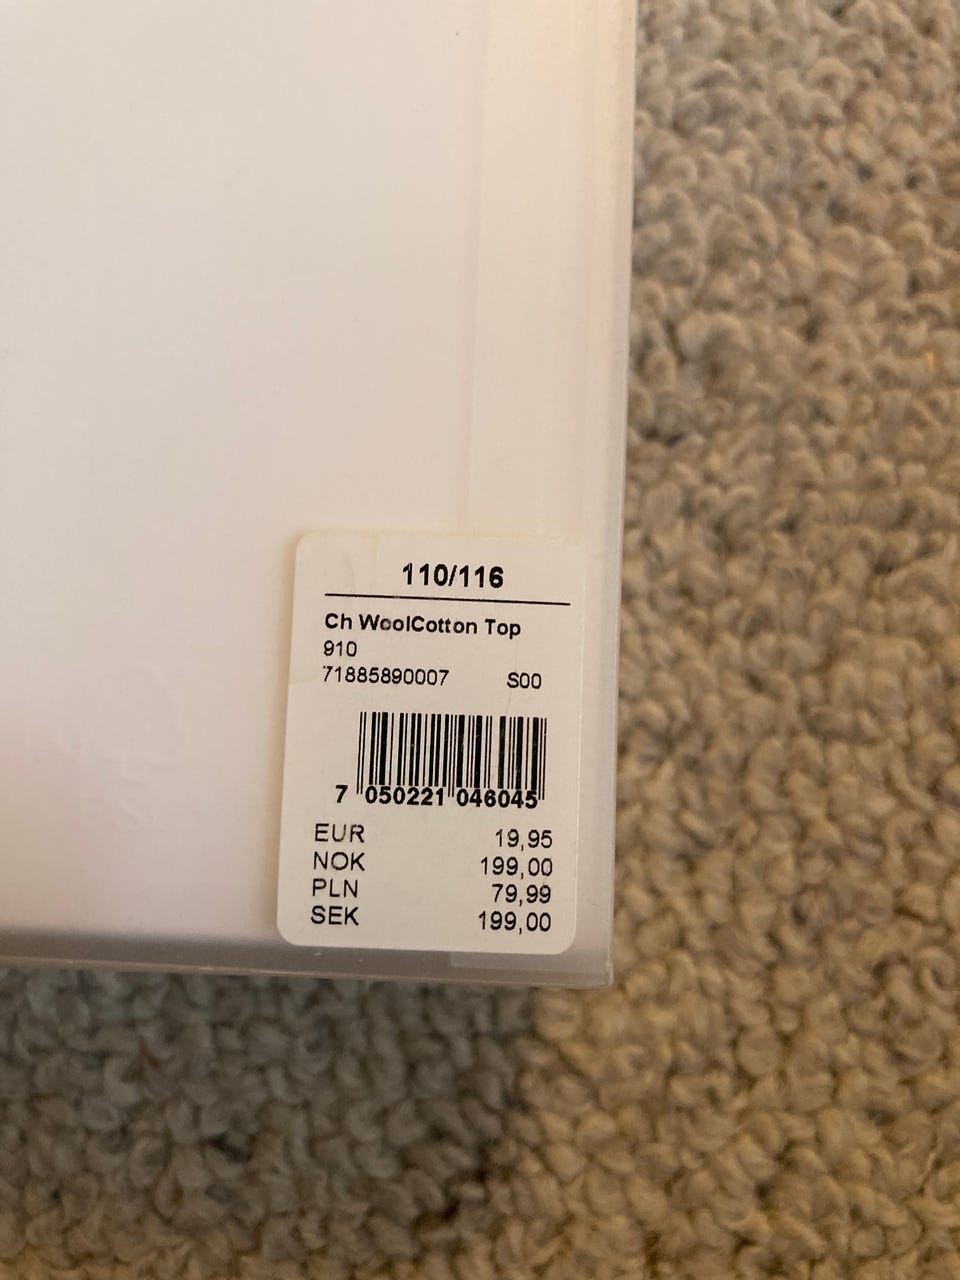 110/116
Ch WoolCotton Top
910
71885890007 S00
7 050221 046045
EUR 19,95
NOK 199,00
PLN 79,99
SEK 199,00